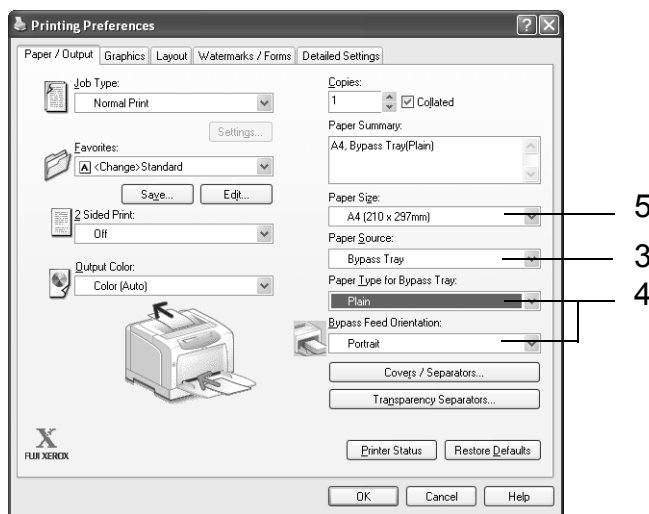 Printing Preferences
Paper / Output Graphics Layout Watermarks / Forms Detailed Settings
Job Type:
Normal Print
Settings...
Favorites:
A <Change>Standard
Save... Edit...
2 Sided Print:
Off
Output Color:
Color (Auto)
X
FUJI XEROX
Copies:
1 Collated
Paper Summary:
A4, Bypass Tray(Plain)
Paper Size:
A4 (210 x 297mm) 5
Paper Source:
Bypass Tray 3
Paper Type for Bypass Tray:
Plain 4
Bypass Feed Orientation:
Portrait
Covers / Separators...
Transparency Separators...
Printer Status Restore Defaults
OK Cancel Help